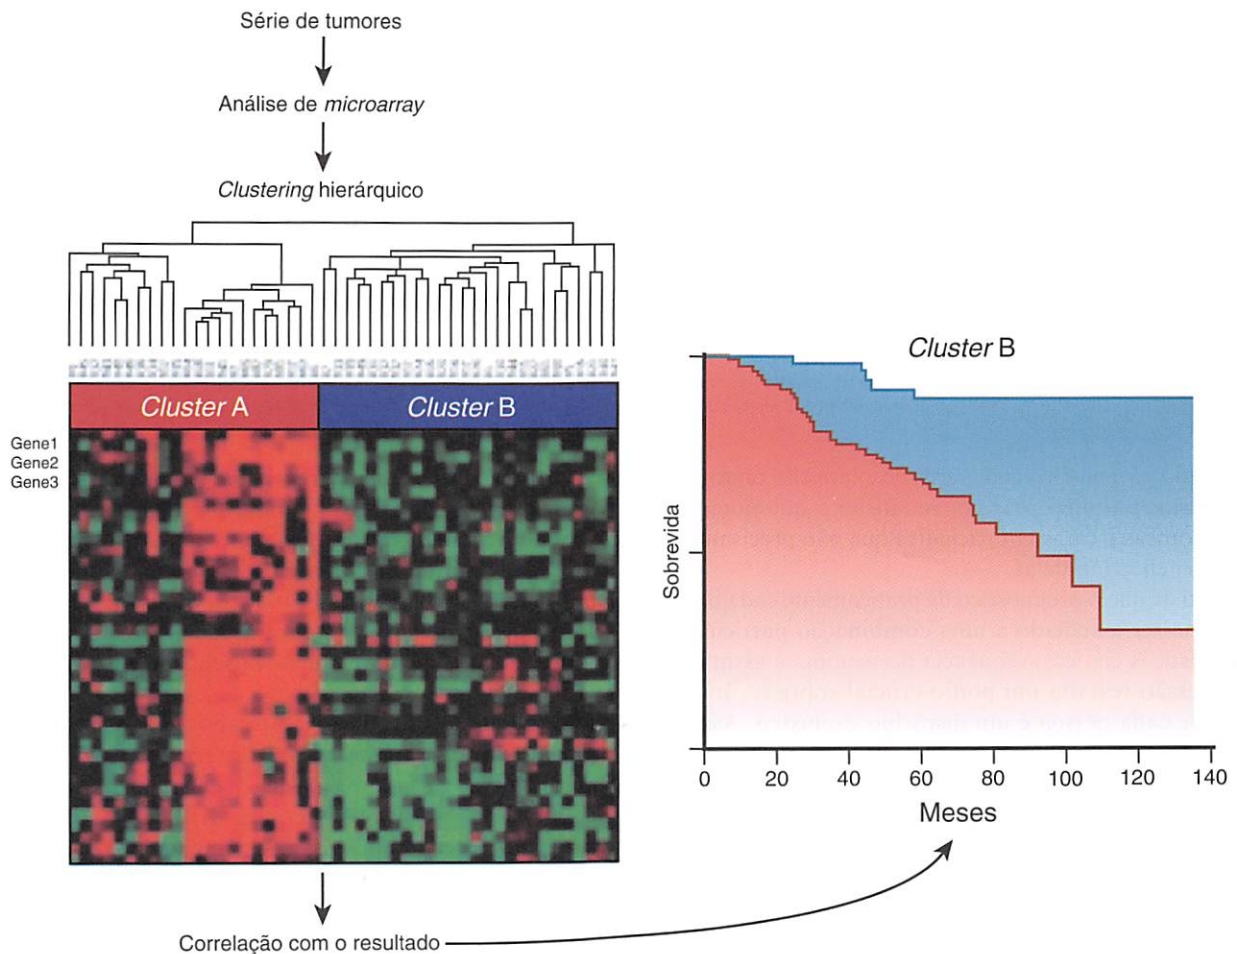 Série de tumores
Análise de microarray
Clustering hierárquico
Cluster A
Cluster B
Gene1
Gene2
Gene3
Correlação com o resultado
Cluster B
Sobrevida
0 20 40 60 80 100 120 140
Meses